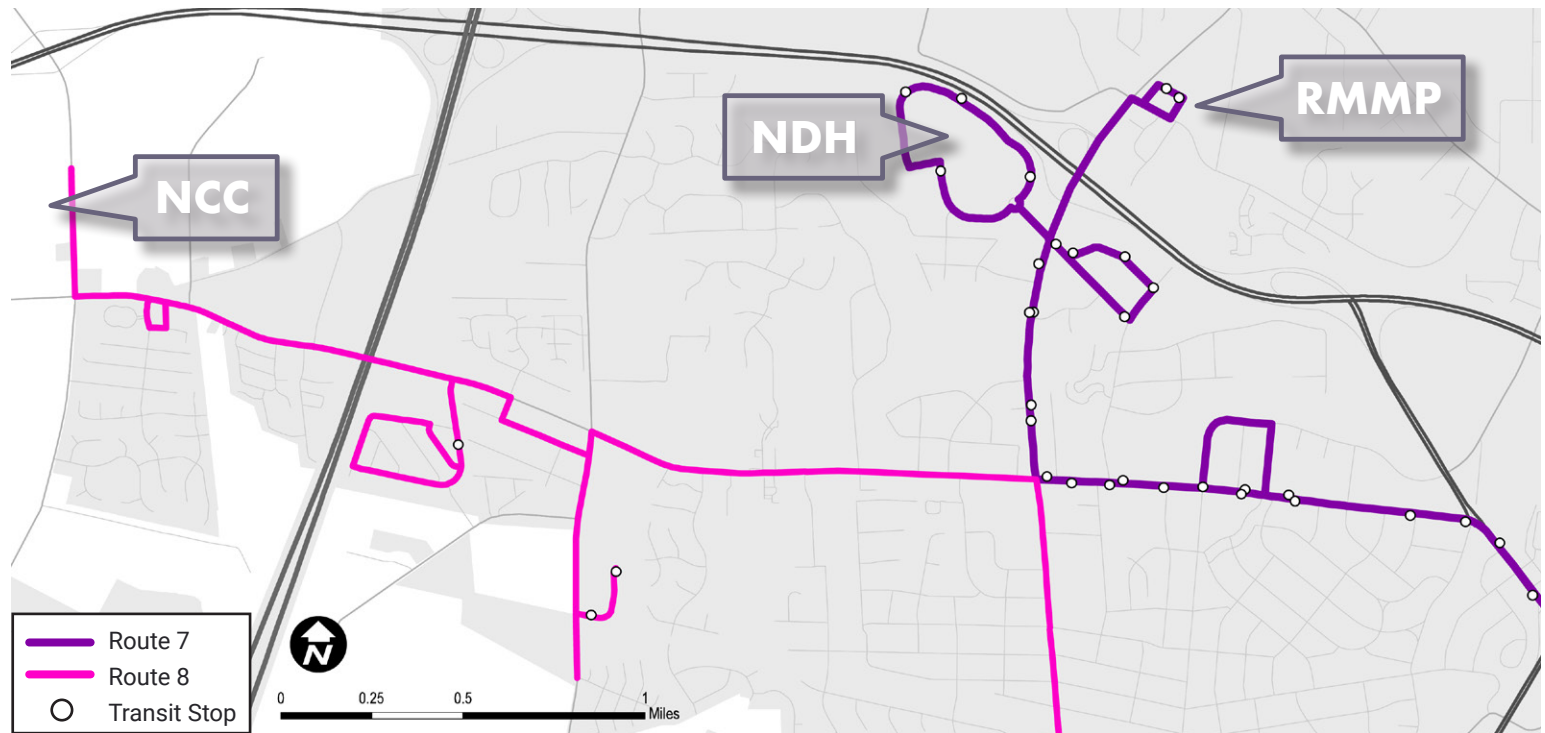 RMMP
NDH
NCC
Route 7
Route 8
Transit Stop
N
0 0.25 0.5 1
Miles